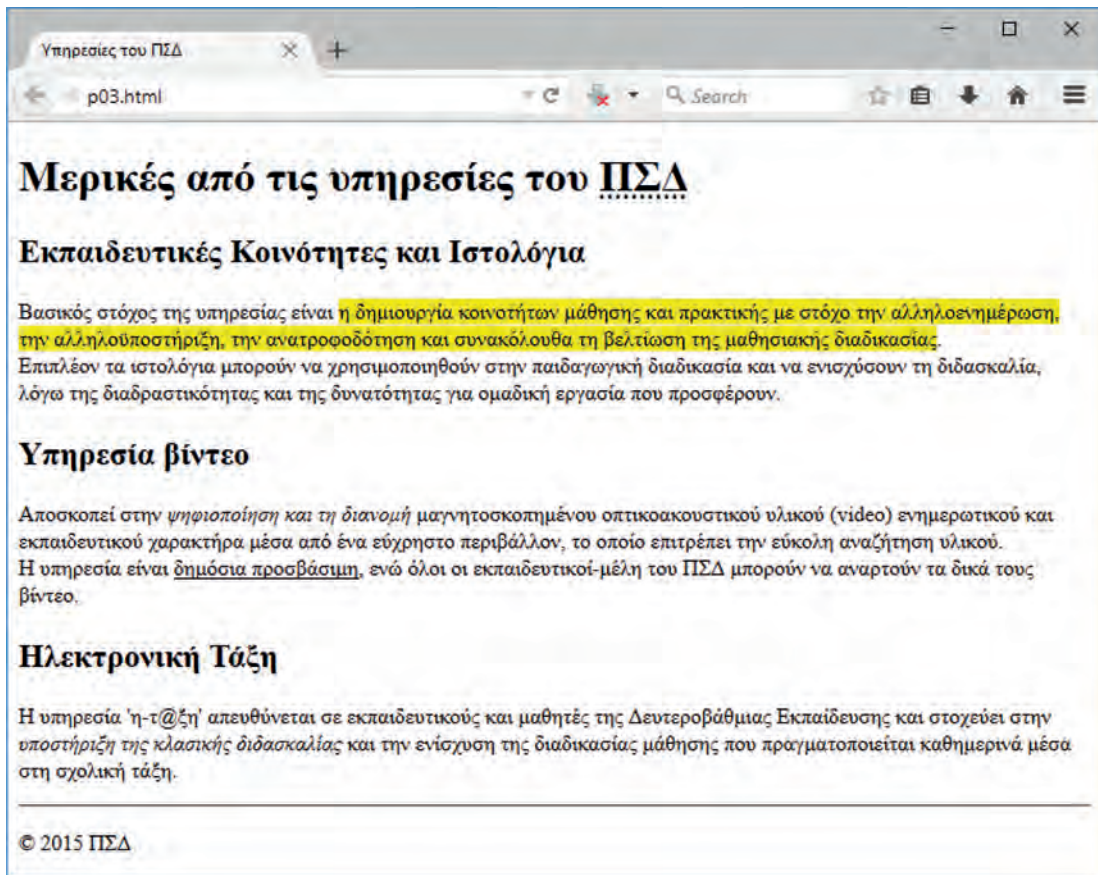 Υπηρεσίες του ΠΣΔ
p03.html
Search
Μερικές από τις υπηρεσίες του ΠΣΔ
Εκπαιδευτικές Κοινότητες και Ιστολόγια
Βασικός στόχος της υπηρεσίας είναι η δημιουργία κοινοτήτων μάθησης και πρακτικής με στόχο την αλληλοενημέρωση,
την αλληλοϋποστήριξη, την ανατροφοδότηση και συνακόλουθα τη βελτίωση της μαθησιακής διαδικασίας.
Επιπλέον τα ιστολόγια μπορούν να χρησιμοποιηθούν στην παιδαγωγική διαδικασία και να ενισχύσουν τη διδασκαλία,
λόγω της διαδραστικότητας και της δυνατότητας για ομαδική εργασία που προσφέρουν.
Υπηρεσία βίντεο
Αποσκοπεί στην ψηφιοποίηση και τη διανομή μαγνητοσκοπημένου οπτικοακουστικού υλικού (video) ενημερωτικού και
εκπαιδευτικού χαρακτήρα μέσα από ένα εύχρηστο περιβάλλον, το οποίο επιτρέπει την εύκολη αναζήτηση υλικού.
Η υπηρεσία είναι δημόσια προσβάσιμη, ενώ όλοι οι εκπαιδευτικοί-μέλη του ΠΣΔ μπορούν να αναρτούν τα δικά τους
βίντεο.
Ηλεκτρονική Τάξη
Η υπηρεσία 'η-τ@ξη' απευθύνεται σε εκπαιδευτικούς και μαθητές της Δευτεροβάθμιας Εκπαίδευσης και στοχεύει στην
υποστήριξη της κλασικής διδασκαλίας και την ενίσχυση της διαδικασίας μάθησης που πραγματοποιείται καθημερινά μέσα
στη σχολική τάξη.
© 2015 ΠΣΔ